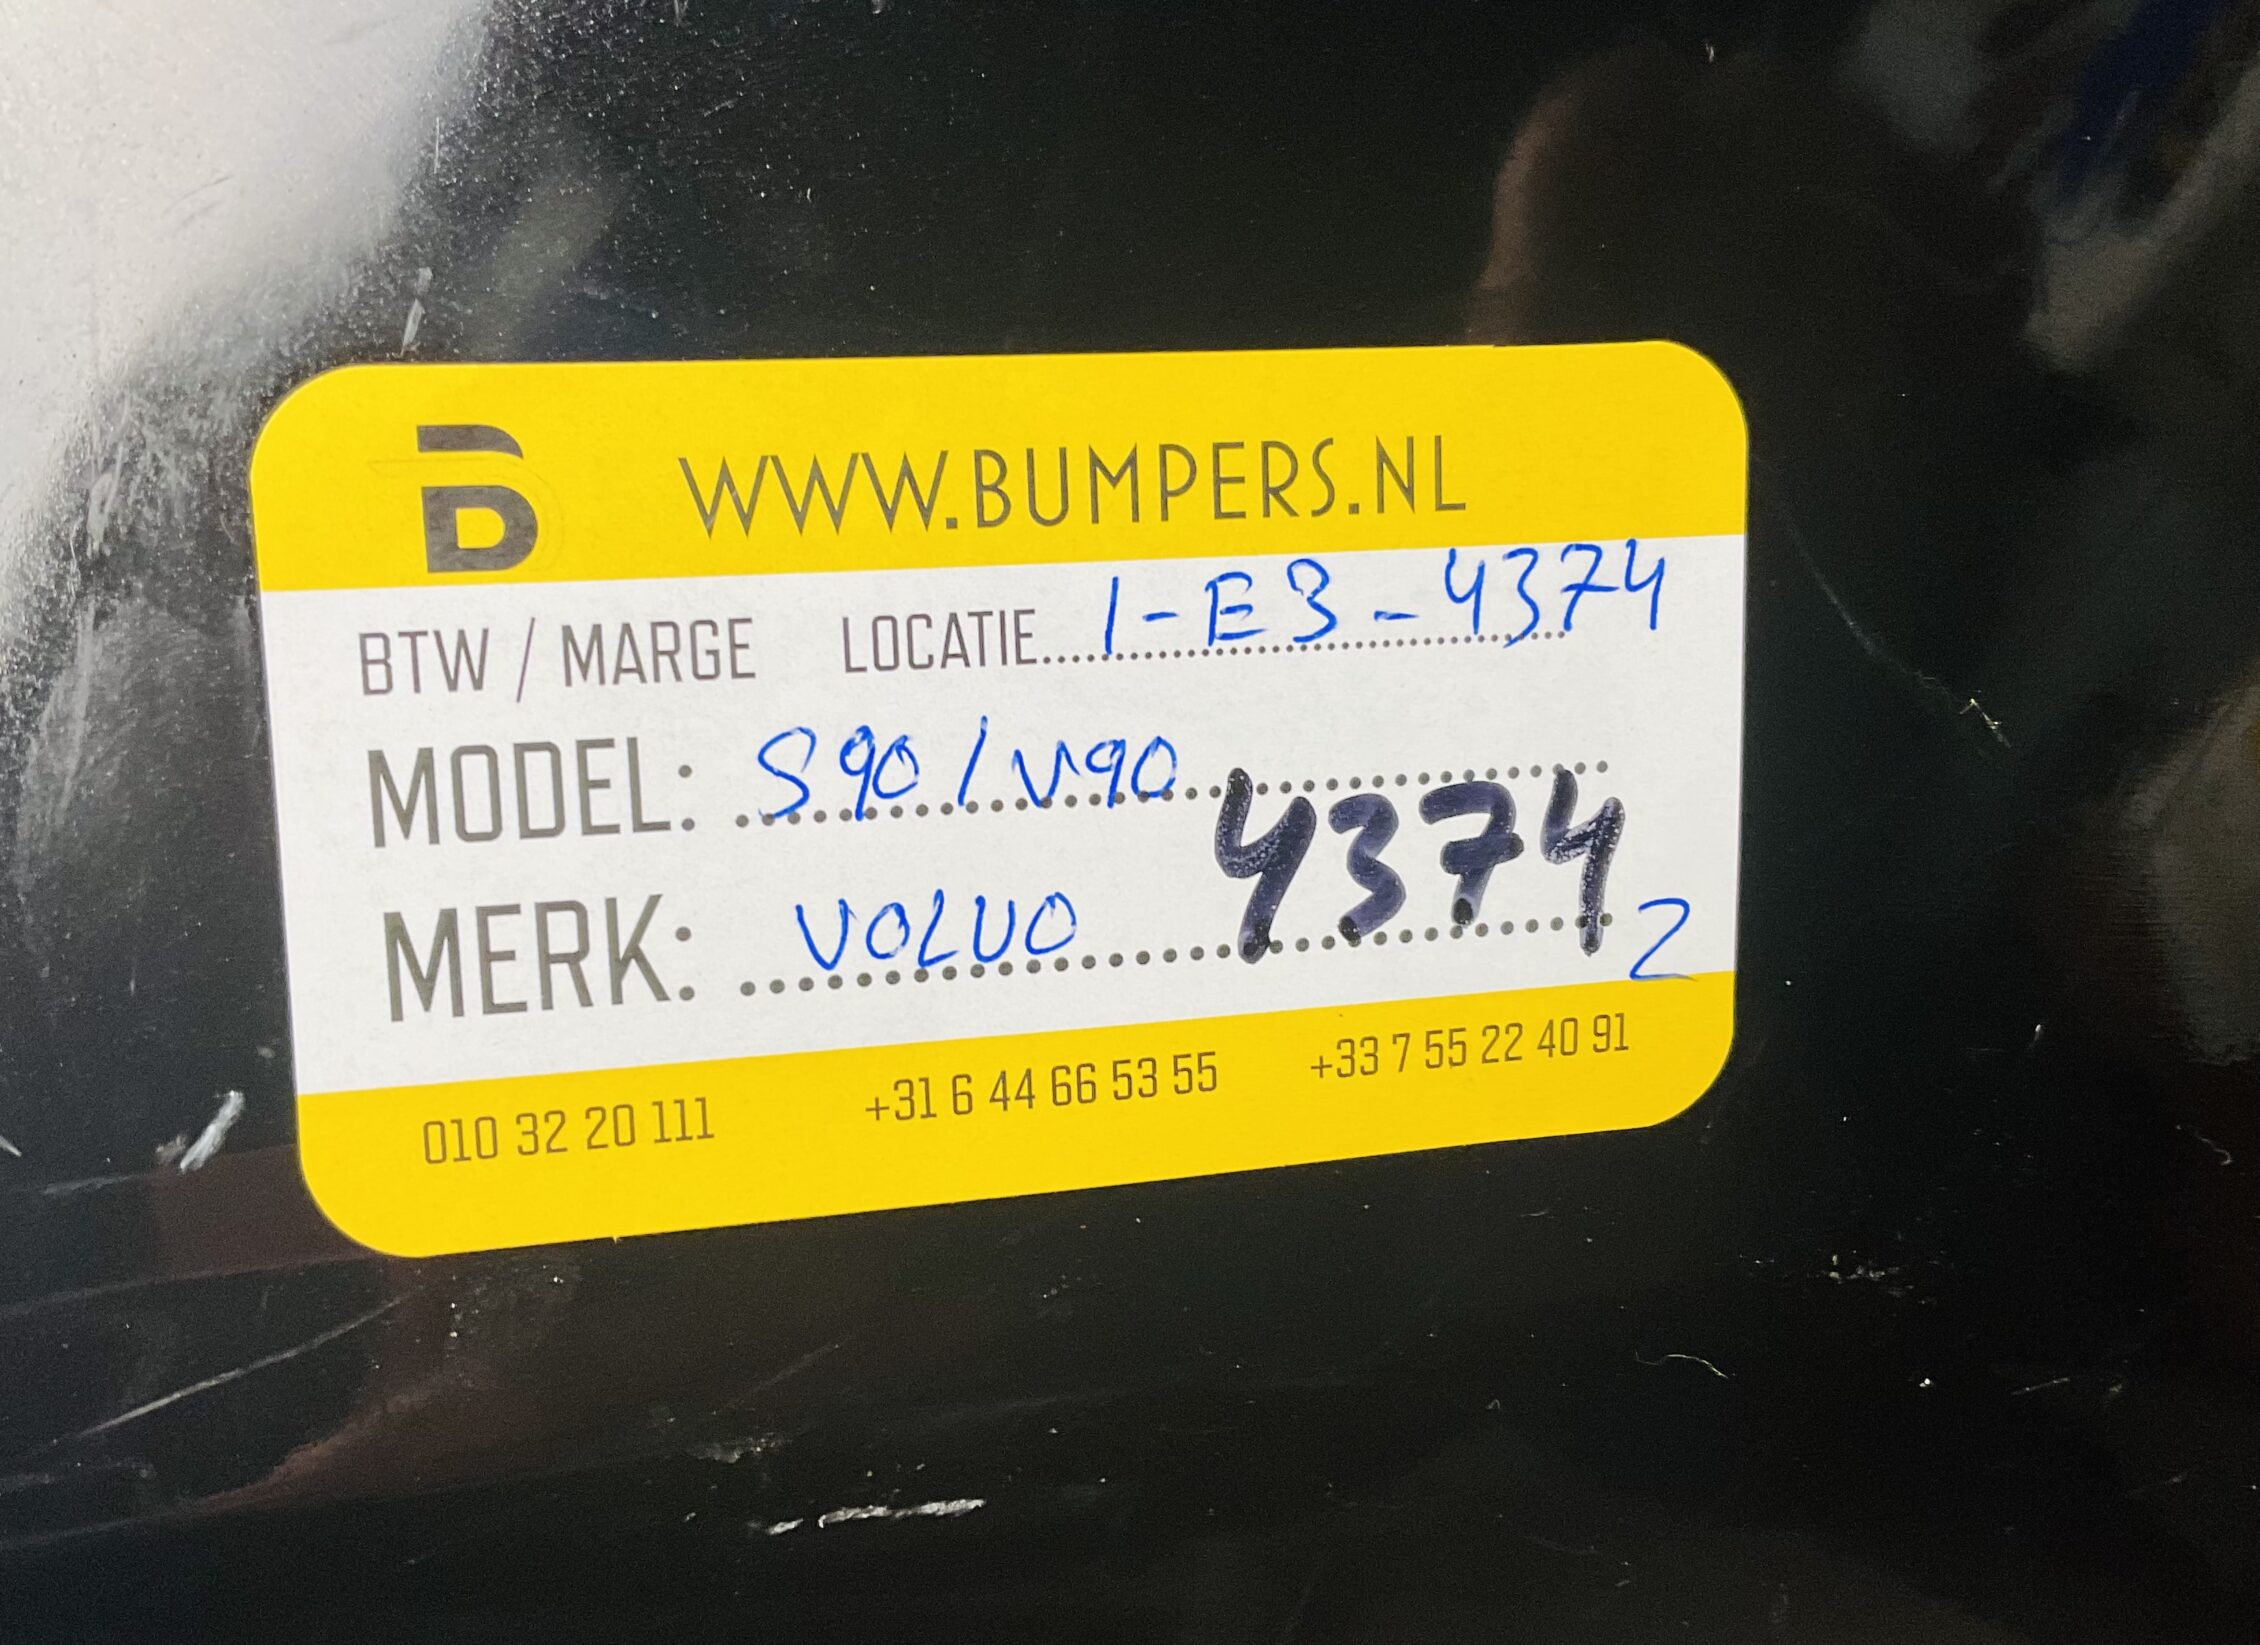 B WWW.BUMPERS.NL
BTW / MARGE LOCATIE 1-E3-4374
MODEL: S90/V90
4374
MERK: VOLVO 2
010 32 20 111 +31 6 44 66 53 55 +33 7 55 22 40 91